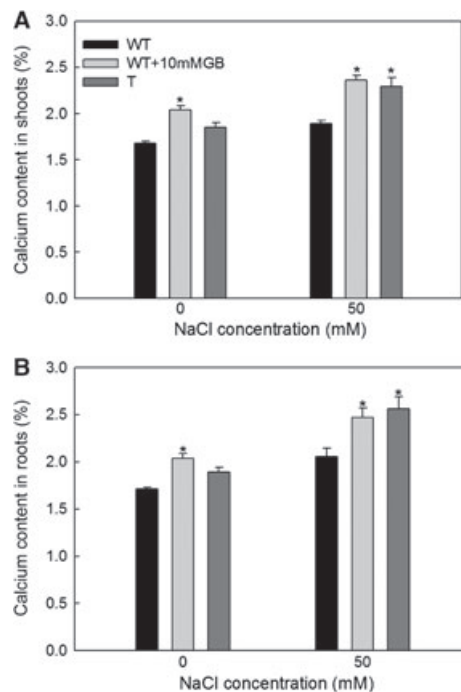 A
Calcium content in shoots (%)
3.0
2.5
2.0
1.5
1.0
0.5
0.0
WT
WT+10mMGB
T
*
*
*
0
50
NaCl concentration (mM)
B
Calcium content in roots (%)
3.0
2.5
2.0
1.5
1.0
0.5
0.0
*
*
*
0
50
NaCl concentration (mM)